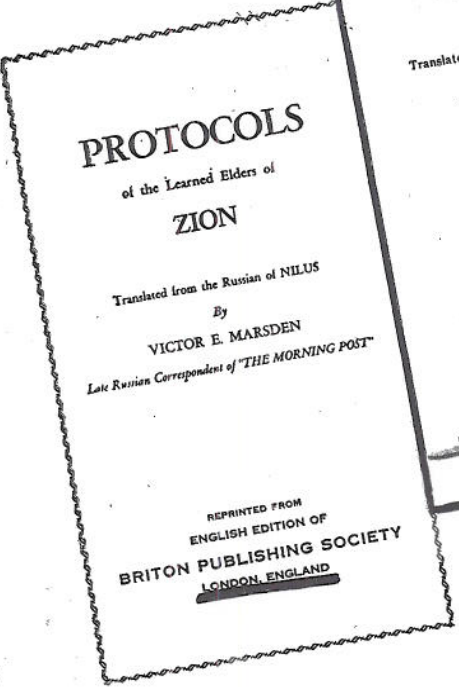 PROTOCOLS
of the Learned Elders of
ZION
Translated from the Russian of NILUS
By
VICTOR E. MARSDEN
Late Russian Correspondent of "THE MORNING POST"
REPRINTED FROM
ENGLISH EDITION OF
BRITON PUBLISHING SOCIETY
LONDON, ENGLAND